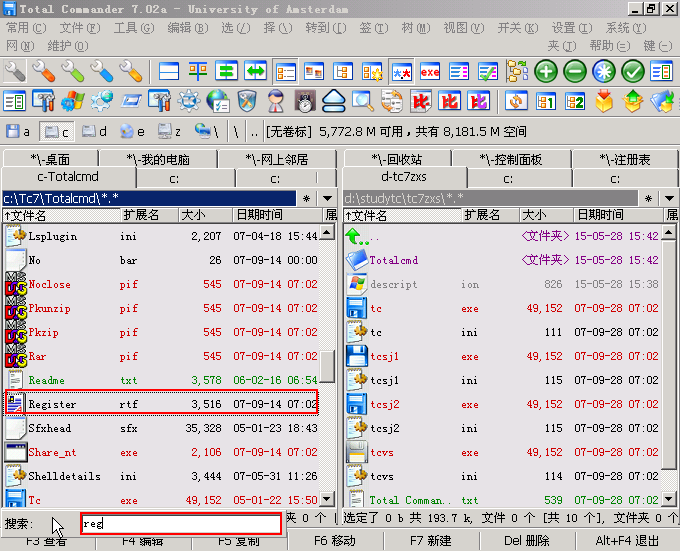 Total Commander 7.02a - University of Amsterdam
常用(C) 文件(F) 工具(G) 编辑(B) 选(/) 择(\) 转到(I) 签(T) 树(M) 视图(V) 开关(K) 设置(I) 系统(Y)
网(N) 维护(O) 夹(J) 帮助(=) 键(-)
exe
1 2 比 比
a c d e z \ \ .. [无卷标] 5,772.8 M 可用，共有 8,181.5 M 空间
*\-桌面 *\-我的电脑 *\-网上邻居 *\-回收站 *\-控制面板 *\-注册表
c-Totalcmd c: c: d-tc7zxs c: c:
c:\Tc7\Totalcmd\*.* * d:\studytc\tc7zxs\*.* *
↑文件名 扩展名 大小 日期时间 属 ↑文件名 扩展名 大小 日期时间 属
Lsplugin ini 2,207 07-04-18 15:44 .. <文件夹> 15-05-28 15:42
No bar 26 07-09-14 00:00 Totalcmd <文件夹> 15-05-28 15:42
Noclose pif 545 07-09-14 07:02 descript ion 826 15-05-28 15:38
Pkunzip pif 545 07-09-14 07:02 tc exe 49,152 07-09-28 07:02
Pkzip pif 545 07-09-14 07:02 tc ini 111 07-09-28 07:02
Rar pif 545 07-09-14 07:02 tcsj1 exe 49,152 07-09-28 07:02
Readme txt 3,578 06-02-16 06:54 tcsj1 ini 115 07-09-28 07:02
Register rtf 3,516 07-09-14 07:02 tcsj2 exe 49,152 07-09-28 07:02
Sfxhead sfx 35,328 05-01-23 18:43 tcsj2 ini 115 07-09-28 07:02
Share_nt exe 2,106 07-09-14 07:02 tcvs exe 49,152 07-09-28 07:02
Shelldetails ini 3,444 07-05-31 11:26 tcvs ini 114 07-09-28 07:02
Tc exe 49,152 05-01-22 15:50 Total Comman.. txt 539 07-09-28 07:02
搜索: reg 夹 0 个 [ 选定了 0 b 共 193.7 k, 文件 0 个 [共 10 个], 文件夹 0 个
F3 查看 F4 编辑 F5 复制 F6 移动 F7 新建 Del 删除 Alt+F4 退出